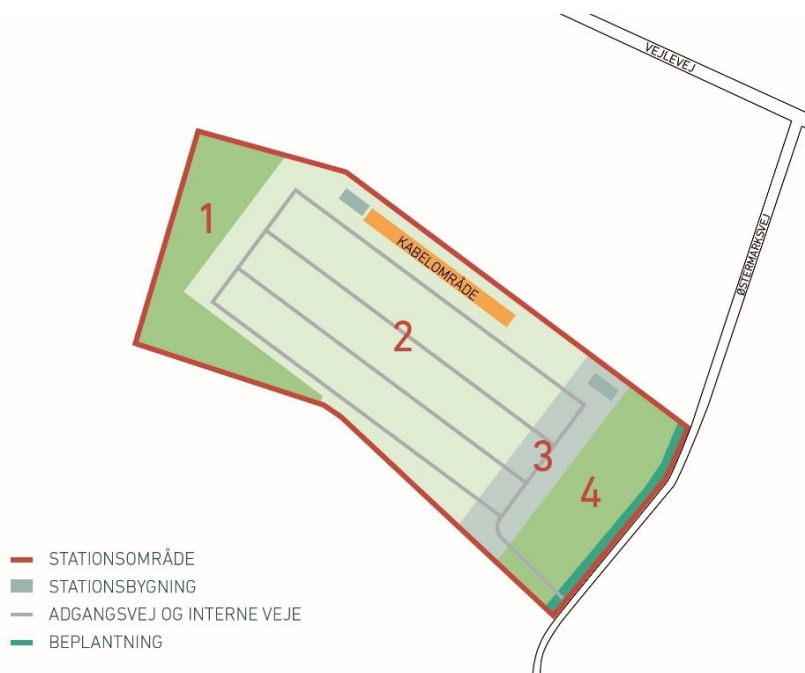 VEJLEVEJ
ØSTERMARKSVEJ
1
KABELOMRÅDE
2
3
4
STATIONSOMRÅDE
STATIONSBYGNING
ADGANGSVEJ OG INTERNE VEJE
BEPLANTNING